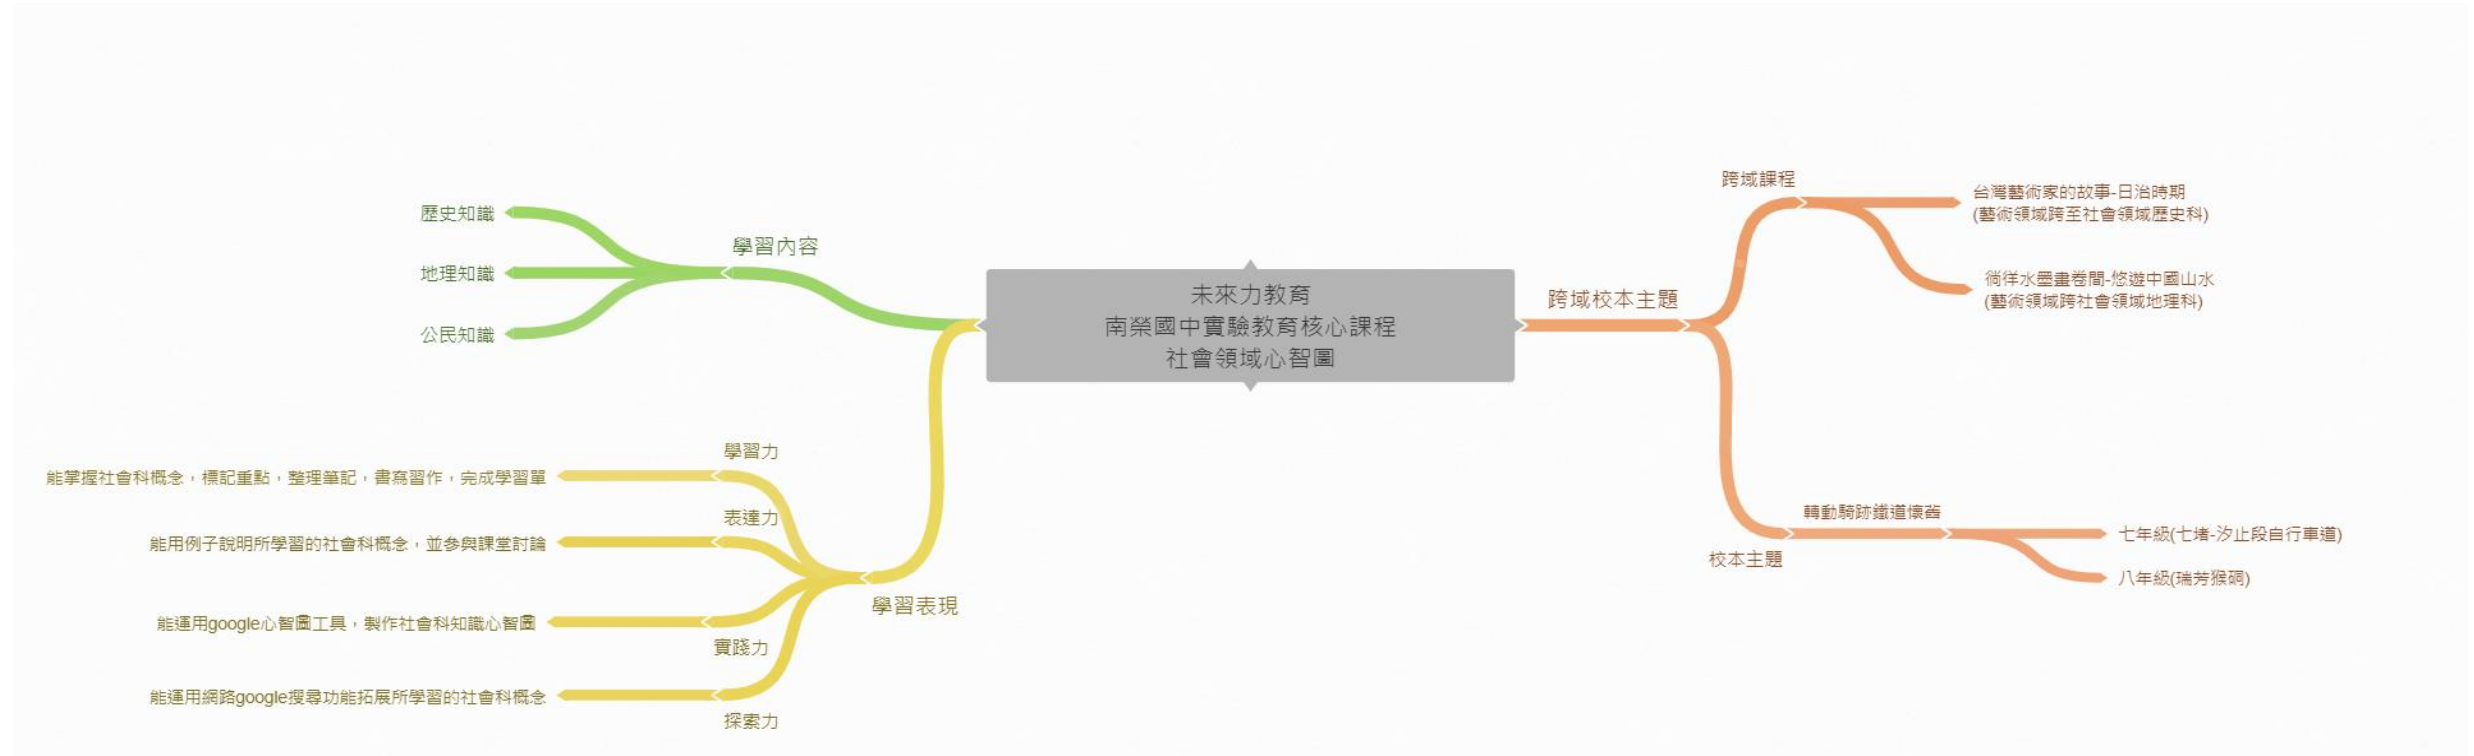 未來力教育
南榮國中實驗教育核心課程
社會領域心智圖
學習內容
歷史知識
地理知識
公民知識
學習表現
學習力
能掌握社會科概念，標記重點，整理筆記，書寫習作，完成學習單
表達力
能用例子說明所學習的社會科概念，並參與課堂討論
能運用google心智圖工具，製作社會科知識心智圖
實踐力
能運用網路google搜尋功能拓展所學習的社會科概念
探索力
跨域校本主題
跨域課程
台灣藝術家的故事-日治時期
(藝術領域跨至社會領域歷史科)
徜徉水墨畫卷間-悠遊中國山水
(藝術領域跨社會領域地理科)
校本主題
轉動騎跡鐵道懷舊
七年級(七堵-汐止段自行車道)
八年級(瑞芳猴硐)